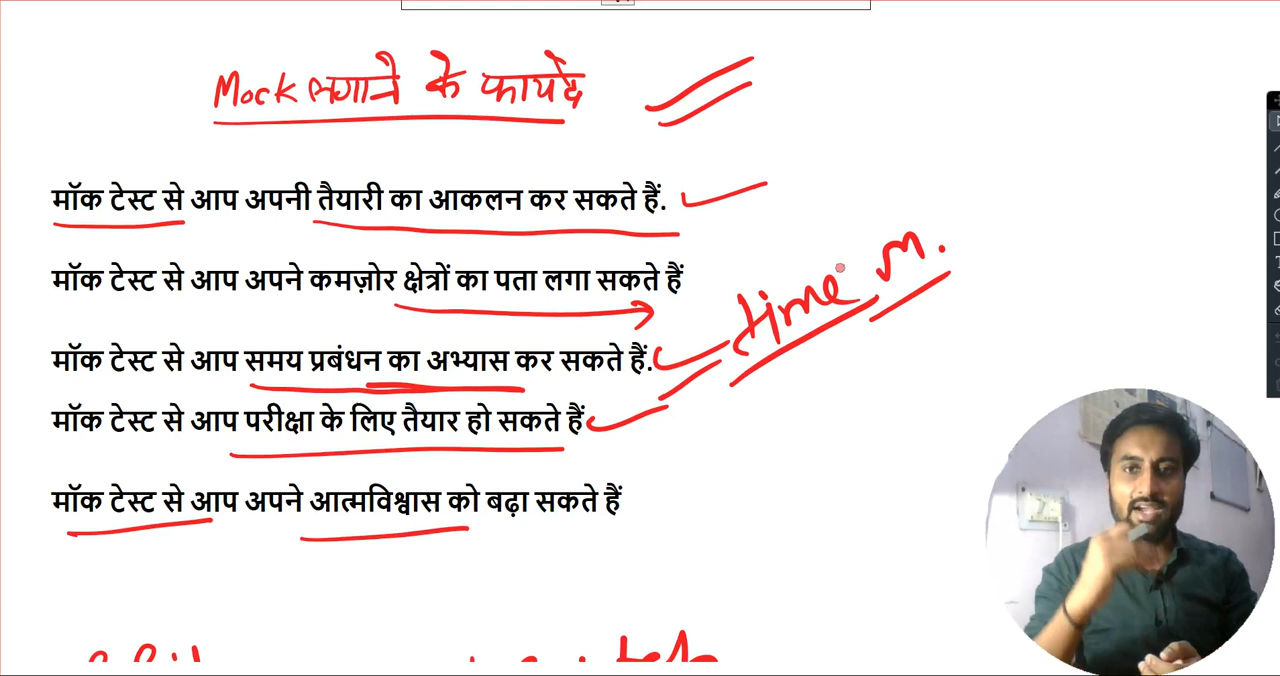 Mock लगाने के फायदे
मॉक टेस्ट से आप अपनी तैयारी का आकलन कर सकते हैं.
मॉक टेस्ट से आप अपने कमज़ोर क्षेत्रों का पता लगा सकते हैं
time m.
मॉक टेस्ट से आप समय प्रबंधन का अभ्यास कर सकते हैं.
मॉक टेस्ट से आप परीक्षा के लिए तैयार हो सकते हैं
मॉक टेस्ट से आप अपने आत्मविश्वास को बढ़ा सकते हैं